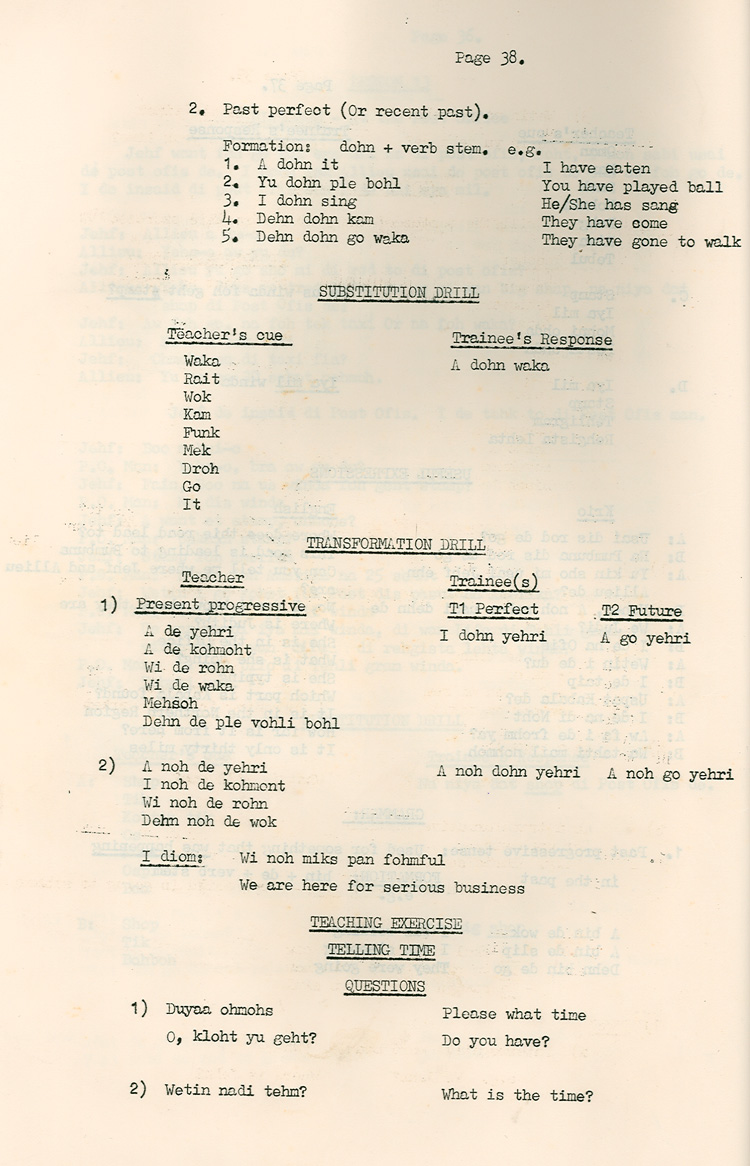 Page 38.
2. Past perfect (Or recent past).
Formation: dohn + verb stem. e.g.
1. A dohn it I have eaten
2. Yu dohn ple bohl You have played ball
3. I dohn sing He/She has sang
4. Dehn dohn kam They have come
5. Dehn dohn go waka They have gone to walk
SUBSTITUTION DRILL
Teacher's cue Trainee's Response
Waka A dohn waka
Rait
Wok
Kam
Funk
Mek
Droh
Go
It
TRANSFORMATION DRILL
Teacher Trainee(s)
1) Present progressive T1 Perfect T2 Future
A de yehri I dohn yehri A go yehri
A de kohmoht
Wi de rohn
Wi de waka
Mehsoh
Dehn de ple vohli bohl
2) A noh de yehri A noh dohn yehri A noh go yehri
I noh de kohmont
Wi noh de rohn
Dehn noh de wok
I diom: Wi noh miks pan fohmful
We are here for serious business
TEACHING EXERCISE
TELLING TIME
QUESTIONS
1) Duyaa ohmohs Please what time
O, kloht yu geht? Do you have?
2) Wetin nadi tehm? What is the time?